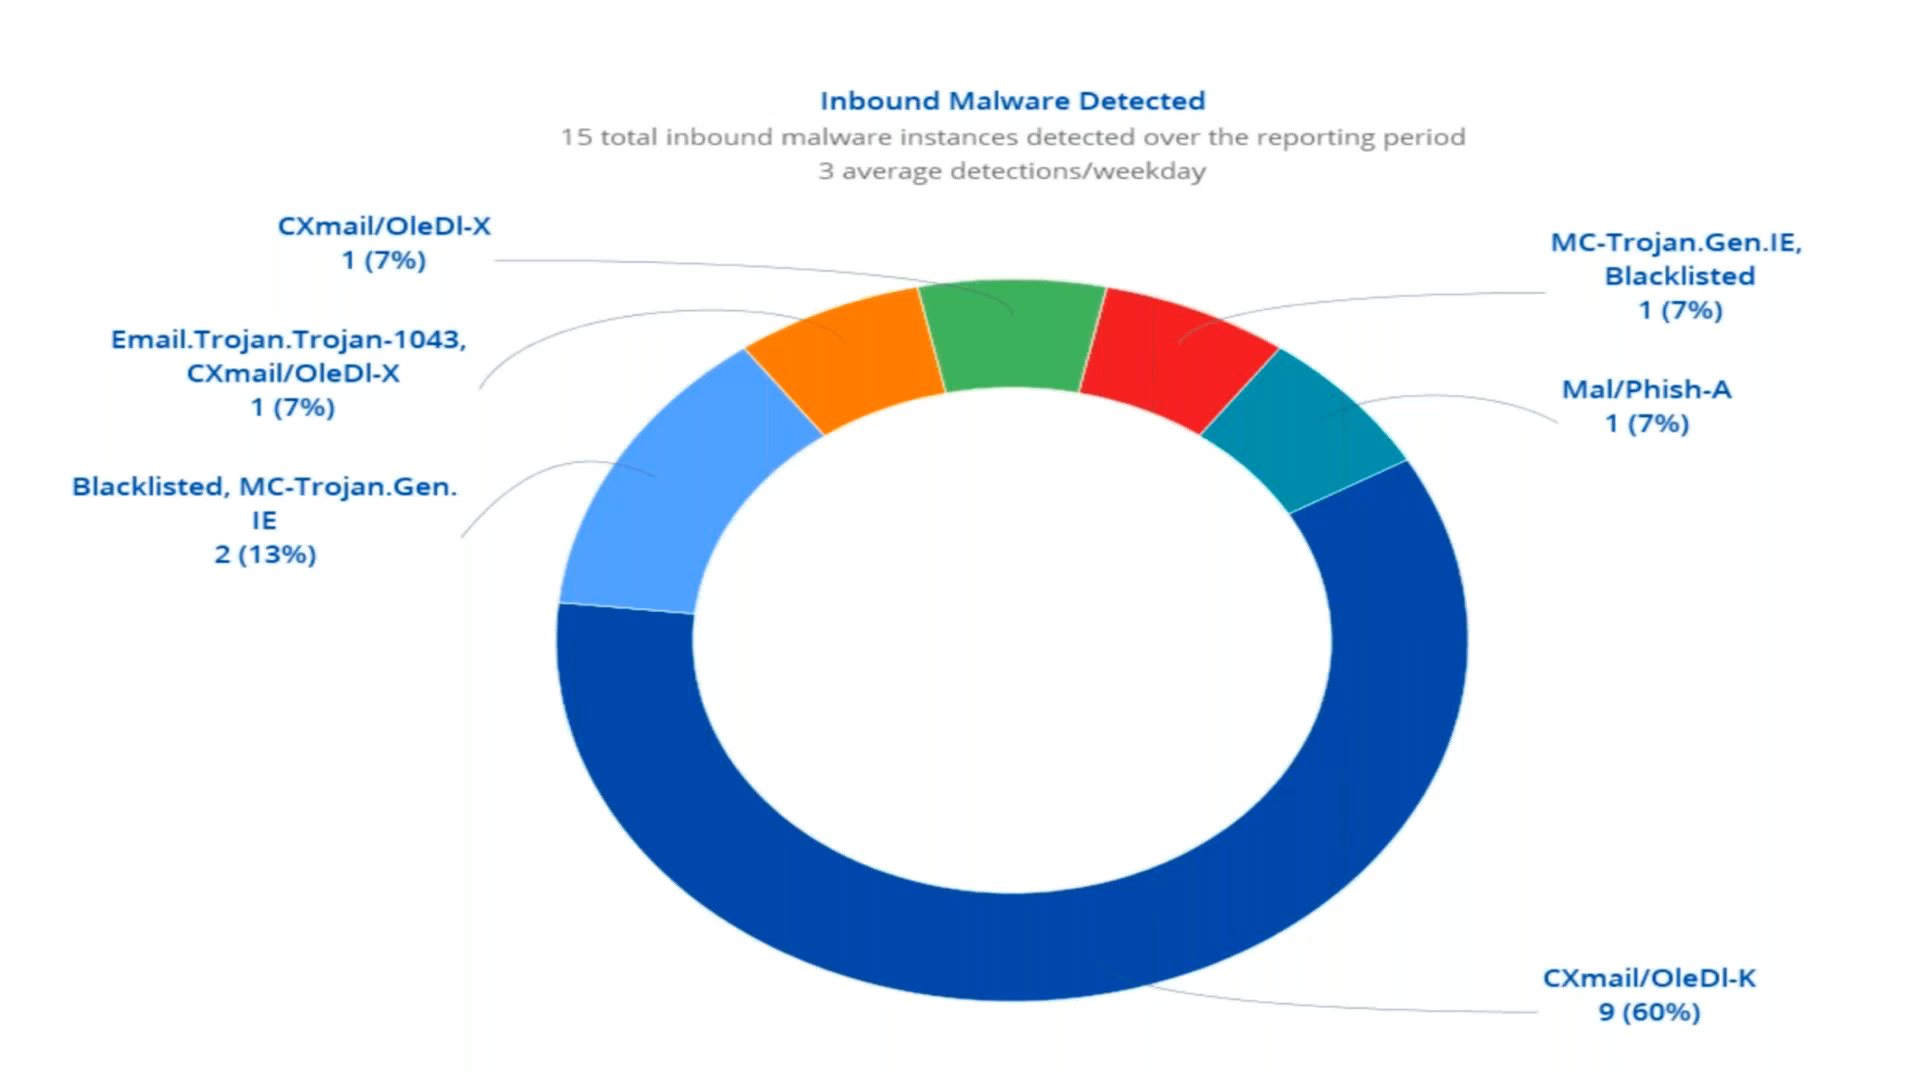 Inbound Malware Detected
15 total inbound malware instances detected over the reporting period
3 average detections/weekday
CXmail/OleDl-X
1 (7%)
Email.Trojan.Trojan-1043,
CXmail/OleDl-X
1 (7%)
Blacklisted, MC-Trojan.Gen.
IE
2 (13%)
MC-Trojan.Gen.IE,
Blacklisted
1 (7%)
Mal/Phish-A
1 (7%)
CXmail/OleDl-K
9 (60%)